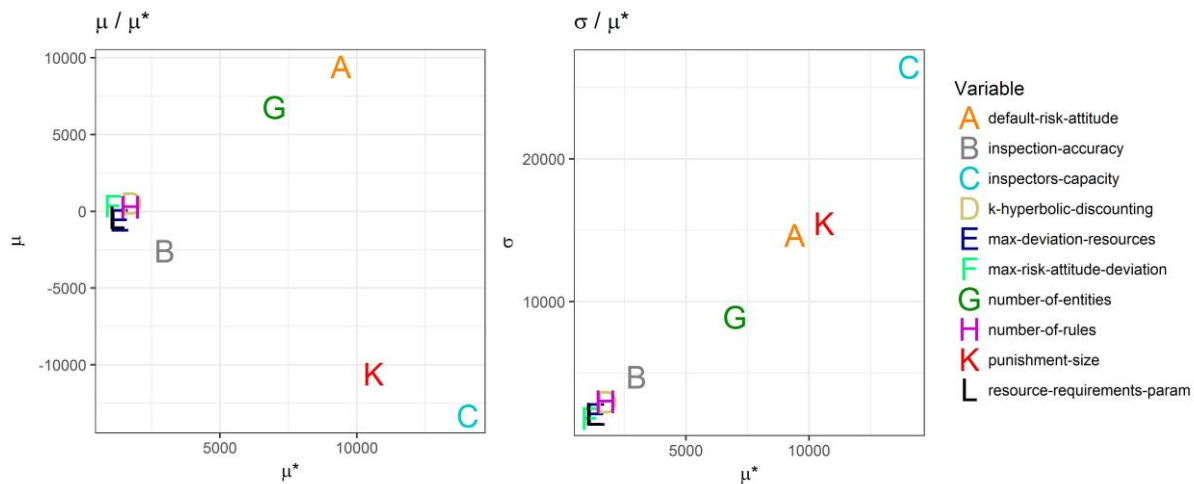 μ / μ*
10000
5000
0
-5000
-10000
μ
5000
10000
μ*
A
G
F
D
H
E
L
B
K
C
σ / μ*
20000
10000
σ
5000
10000
μ*
C
K
A
G
B
D
H
E
F
L
Variable
A default-risk-attitude
B inspection-accuracy
C inspectors-capacity
D k-hyperbolic-discounting
E max-deviation-resources
F max-risk-attitude-deviation
G number-of-entities
H number-of-rules
K punishment-size
L resource-requirements-param